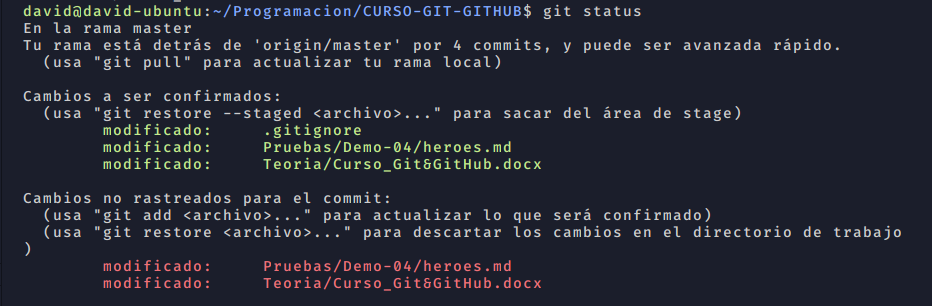 david@david-ubuntu:~/Programacion/CURSO-GIT-GITHUB$ git status
En la rama master
Tu rama está detrás de 'origin/master' por 4 commits, y puede ser avanzada rápido.
  (usa "git pull" para actualizar tu rama local)

Cambios a ser confirmados:
  (usa "git restore --staged <archivo>..." para sacar del área de stage)
        modificado:     .gitignore
        modificado:     Pruebas/Demo-04/heroes.md
        modificado:     Teoria/Curso_Git&GitHub.docx

Cambios no rastreados para el commit:
  (usa "git add <archivo>..." para actualizar lo que será confirmado)
  (usa "git restore <archivo>..." para descartar los cambios en el directorio de trabajo
)
        modificado:     Pruebas/Demo-04/heroes.md
        modificado:     Teoria/Curso_Git&GitHub.docx